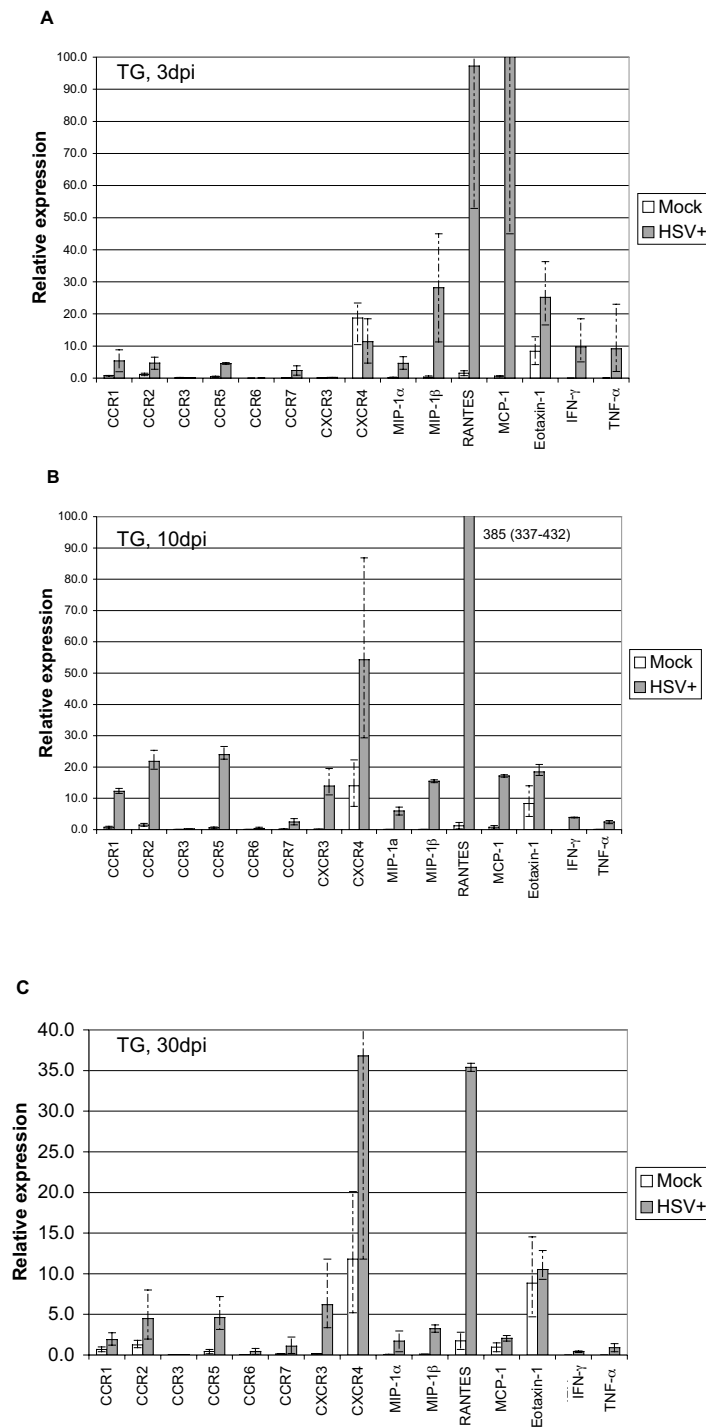 A
TG, 3dpi
Relative expression
100.0
90.0
80.0
70.0
60.0
50.0
40.0
30.0
20.0
10.0
0.0
CCR1
CCR2
CCR3
CCR5
CCR6
CCR7
CXCR3
CXCR4
MIP-1α
MIP-1β
RANTES
MCP-1
Eotaxin-1
IFN-γ
TNF-α
Mock
HSV+
B
TG, 10dpi
385 (337-432)
Relative expression
100.0
90.0
80.0
70.0
60.0
50.0
40.0
30.0
20.0
10.0
0.0
CCR1
CCR2
CCR3
CCR5
CCR6
CCR7
CXCR3
CXCR4
MIP-1a
MIP-1β
RANTES
MCP-1
Eotaxin-1
IFN-γ
TNF-α
Mock
HSV+
C
TG, 30dpi
Relative expression
40.0
35.0
30.0
25.0
20.0
15.0
10.0
5.0
0.0
CCR1
CCR2
CCR3
CCR5
CCR6
CCR7
CXCR3
CXCR4
MIP-1α
MIP-1β
RANTES
MCP-1
Eotaxin-1
IFN-γ
TNF-α
Mock
HSV+